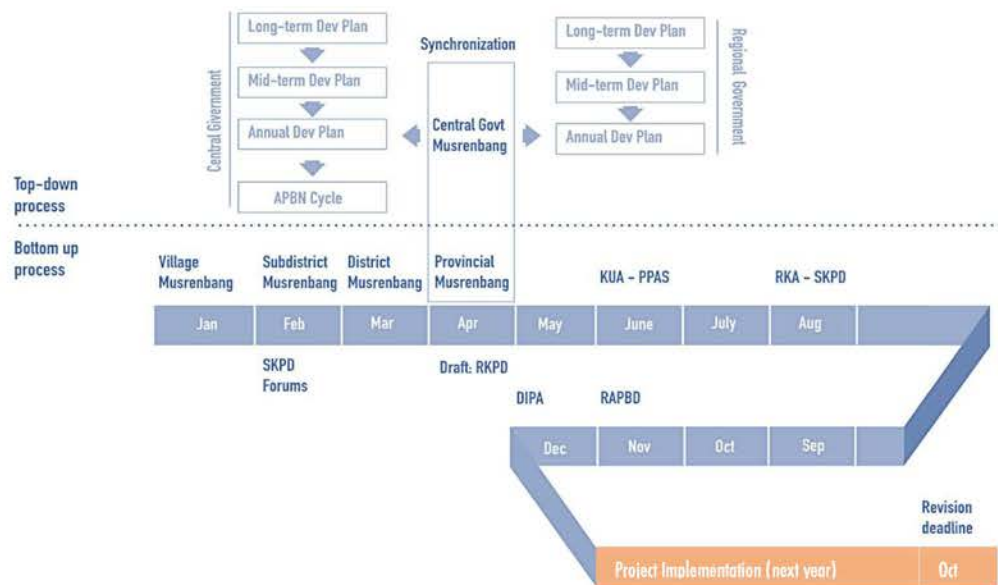 Long-term Dev Plan
Mid-term Dev Plan
Annual Dev Plan
APBN Cycle
Central Givernment
Synchronization
Central Govt
Musrenbang
Long-term Dev Plan
Mid-term Dev Plan
Annual Dev Plan
Regional Government
Top-down
process
Bottom up
process
Village
Musrenbang
Subdistrict
Musrenbang
District
Musrenbang
Provincial
Musrenbang
KUA - PPAS
RKA - SKPD
Jan
Feb
Mar
Apr
May
June
July
Aug
SKPD
Forums
Draft: RKPD
DIPA
RAPBD
Dec
Nov
Oct
Sep
Revision
deadline
Project Implementation (next year)
Oct